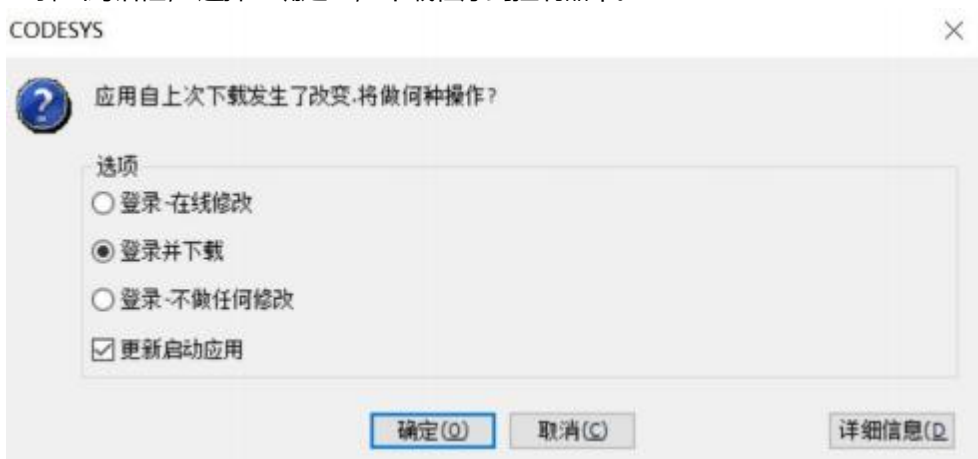 CODESYS
应用自上次下载发生了改变.将做何种操作?
选项
登录-在线修改
登录并下载
登录-不做任何修改
更新启动应用
确定(O) 取消(C) 详细信息(D